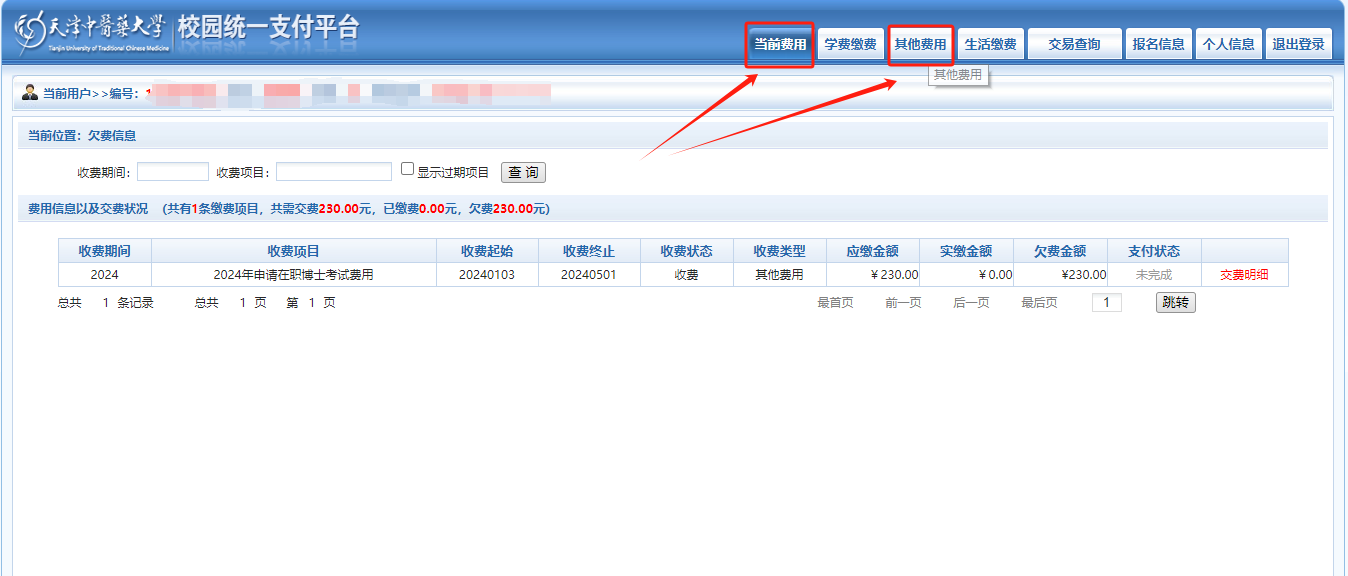 天津中医药大学
Tianjin University of Traditional Chinese Medicine
校园统一支付平台
当前费用 学费缴费 其他费用 生活缴费 交易查询 报名信息 个人信息 退出登录
其他费用
当前用户>>编号: 1
当前位置: 欠费信息
收费期间: 收费项目: 显示过期项目 查 询
费用信息以及交费状况 (共有1条缴费项目, 共需交费230.00元, 已缴费0.00元, 欠费230.00元)
收费期间 收费项目 收费起始 收费终止 收费状态 收费类型 应缴金额 实缴金额 欠费金额 支付状态
2024 2024年申请在职博士考试费用 20240103 20240501 收费 其他费用 ￥230.00 ￥0.00 ¥230.00 未完成 交费明细
总共 1 条记录 总共 1 页 第 1 页 最首页 前一页 后一页 最后页 1 跳转